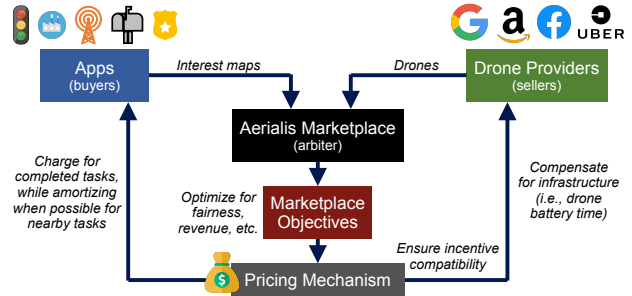 UBER
Apps
(buyers)
Interest maps
Drones
Drone Providers
(sellers)
Aerialis Marketplace
(arbiter)
Charge for
completed tasks,
while amortizing
when possible for
nearby tasks
Optimize for
fairness,
revenue, etc.
Marketplace
Objectives
Compensate
for infrastructure
(i.e., drone
battery time)
Ensure incentive
compatibility
$
Pricing Mechanism